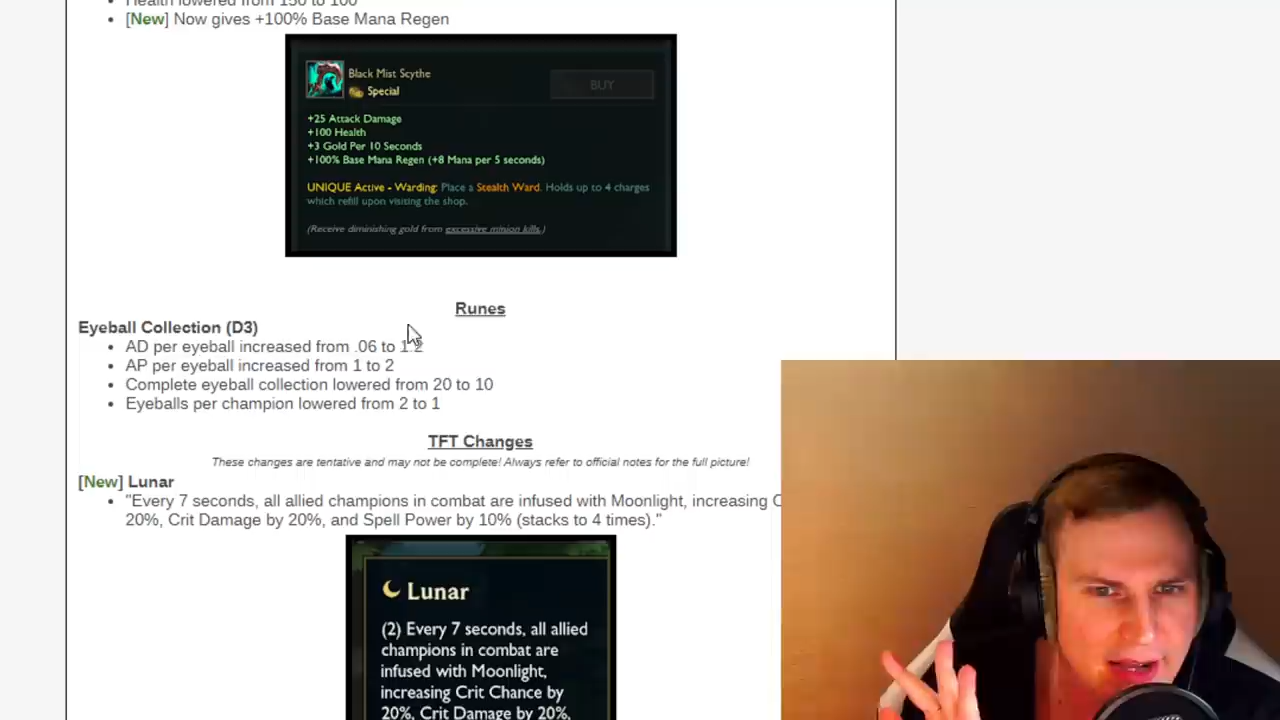 Health lowered from 150 to 100
[New] Now gives +100% Base Mana Regen
Black Mist Scythe
Special
BUY
+25 Attack Damage
+100 Health
+3 Gold Per 10 Seconds
+100% Base Mana Regen (+8 Mana per 5 seconds)
UNIQUE Active - Warding: Place a Stealth Ward. Holds up to 4 charges
which refill upon visiting the shop.
(Receive diminishing gold from excessive minion kills.)
Runes
Eyeball Collection (D3)
AD per eyeball increased from .06 to 1.2
AP per eyeball increased from 1 to 2
Complete eyeball collection lowered from 20 to 10
Eyeballs per champion lowered from 2 to 1
TFT Changes
These changes are tentative and may not be complete! Always refer to official notes for the full picture!
[New] Lunar
"Every 7 seconds, all allied champions in combat are infused with Moonlight, increasing
20%, Crit Damage by 20%, and Spell Power by 10% (stacks to 4 times)."
Lunar
(2) Every 7 seconds, all allied
champions in combat are
infused with Moonlight,
increasing Crit Chance by
20%, Crit Damage by 20%,